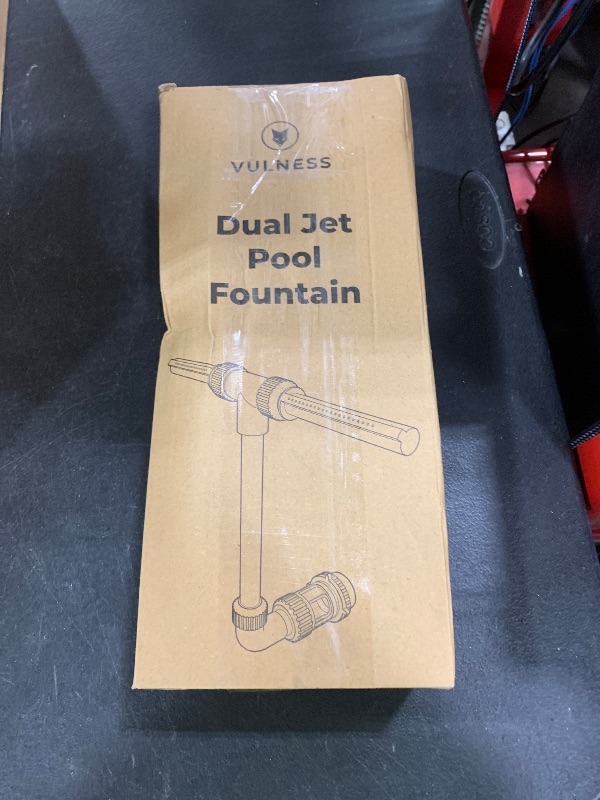 VULNESS
Dual Jet
Pool
Fountain